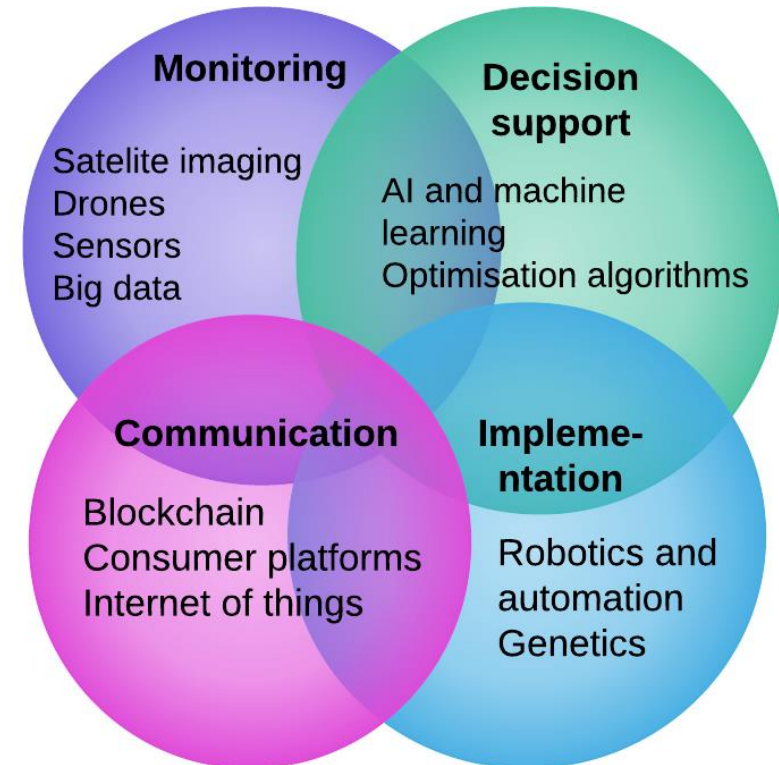 Monitoring
Satelite imaging
Drones
Sensors
Big data
Decision
support
AI and machine
learning
Optimisation algorithms
Communication
Blockchain
Consumer platforms
Internet of things
Impleme-
ntation
Robotics and
automation
Genetics